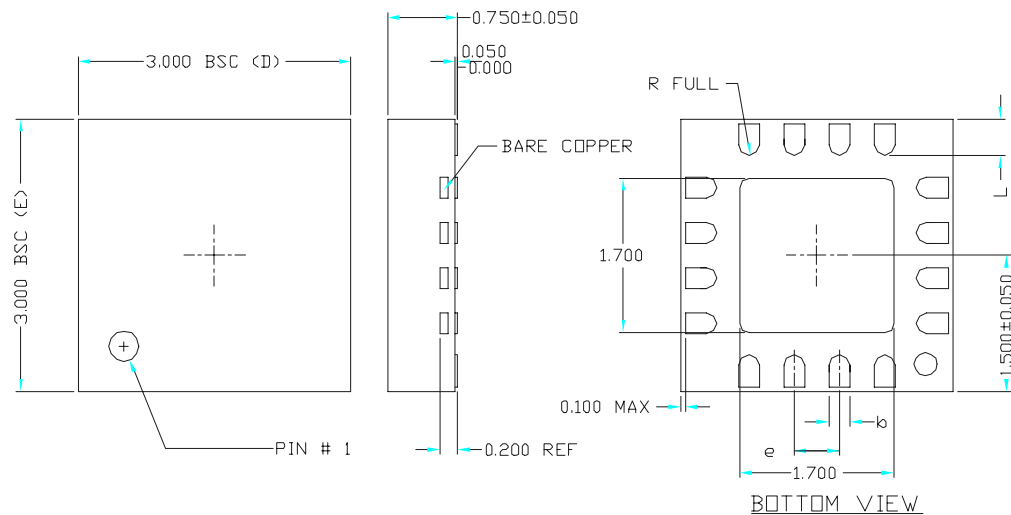 3.000 BSC (D)
0.750±0.050
0.050
0.000
R FULL
BARE COPPER
3.000 BSC (E)
1.700
L
1.500±0.050
0.100 MAX
b
PIN # 1
0.200 REF
e
1.700
BOTTOM VIEW